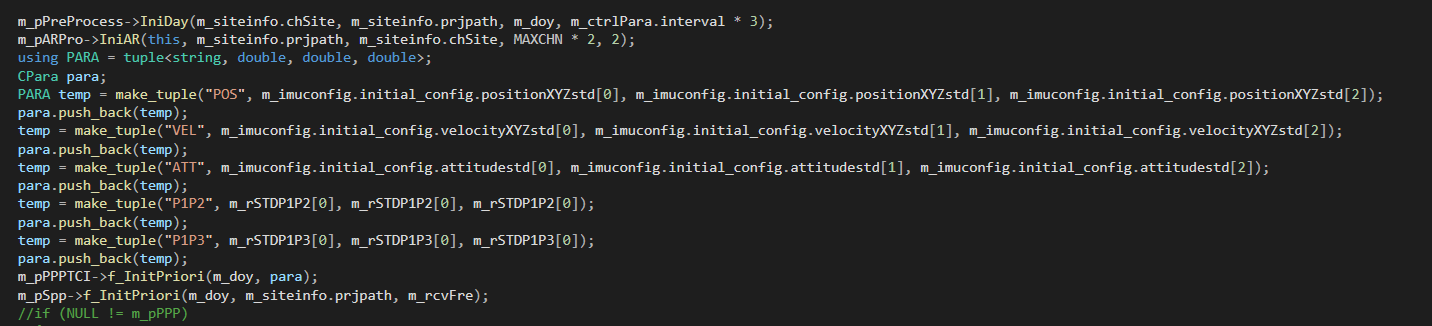 m_pPreProcess->IniDay(m_siteinfo.chSite, m_siteinfo.prjpath, m_doy, m_ctrlPara.interval * 3);
m_pARPro->IniAR(this, m_siteinfo.prjpath, m_siteinfo.chSite, MAXCHN * 2, 2);
using PARA = tuple<string, double, double, double>;
CPara para;
PARA temp = make_tuple("POS", m_imuconfig.initial_config.positionXYZstd[0], m_imuconfig.initial_config.positionXYZstd[1], m_imuconfig.initial_config.positionXYZstd[2]);
para.push_back(temp);
temp = make_tuple("VEL", m_imuconfig.initial_config.velocityXYZstd[0], m_imuconfig.initial_config.velocityXYZstd[1], m_imuconfig.initial_config.velocityXYZstd[2]);
para.push_back(temp);
temp = make_tuple("ATT", m_imuconfig.initial_config.attitudestd[0], m_imuconfig.initial_config.attitudestd[1], m_imuconfig.initial_config.attitudestd[2]);
para.push_back(temp);
temp = make_tuple("P1P2", m_rSTDP1P2[0], m_rSTDP1P2[0], m_rSTDP1P2[0]);
para.push_back(temp);
temp = make_tuple("P1P3", m_rSTDP1P3[0], m_rSTDP1P3[0], m_rSTDP1P3[0]);
para.push_back(temp);
m_pPPPTCI->f_InitPriori(m_doy, para);
m_pSpp->f_InitPriori(m_doy, m_siteinfo.prjpath, m_rcvFre);
//if (NULL != m_pPPP)